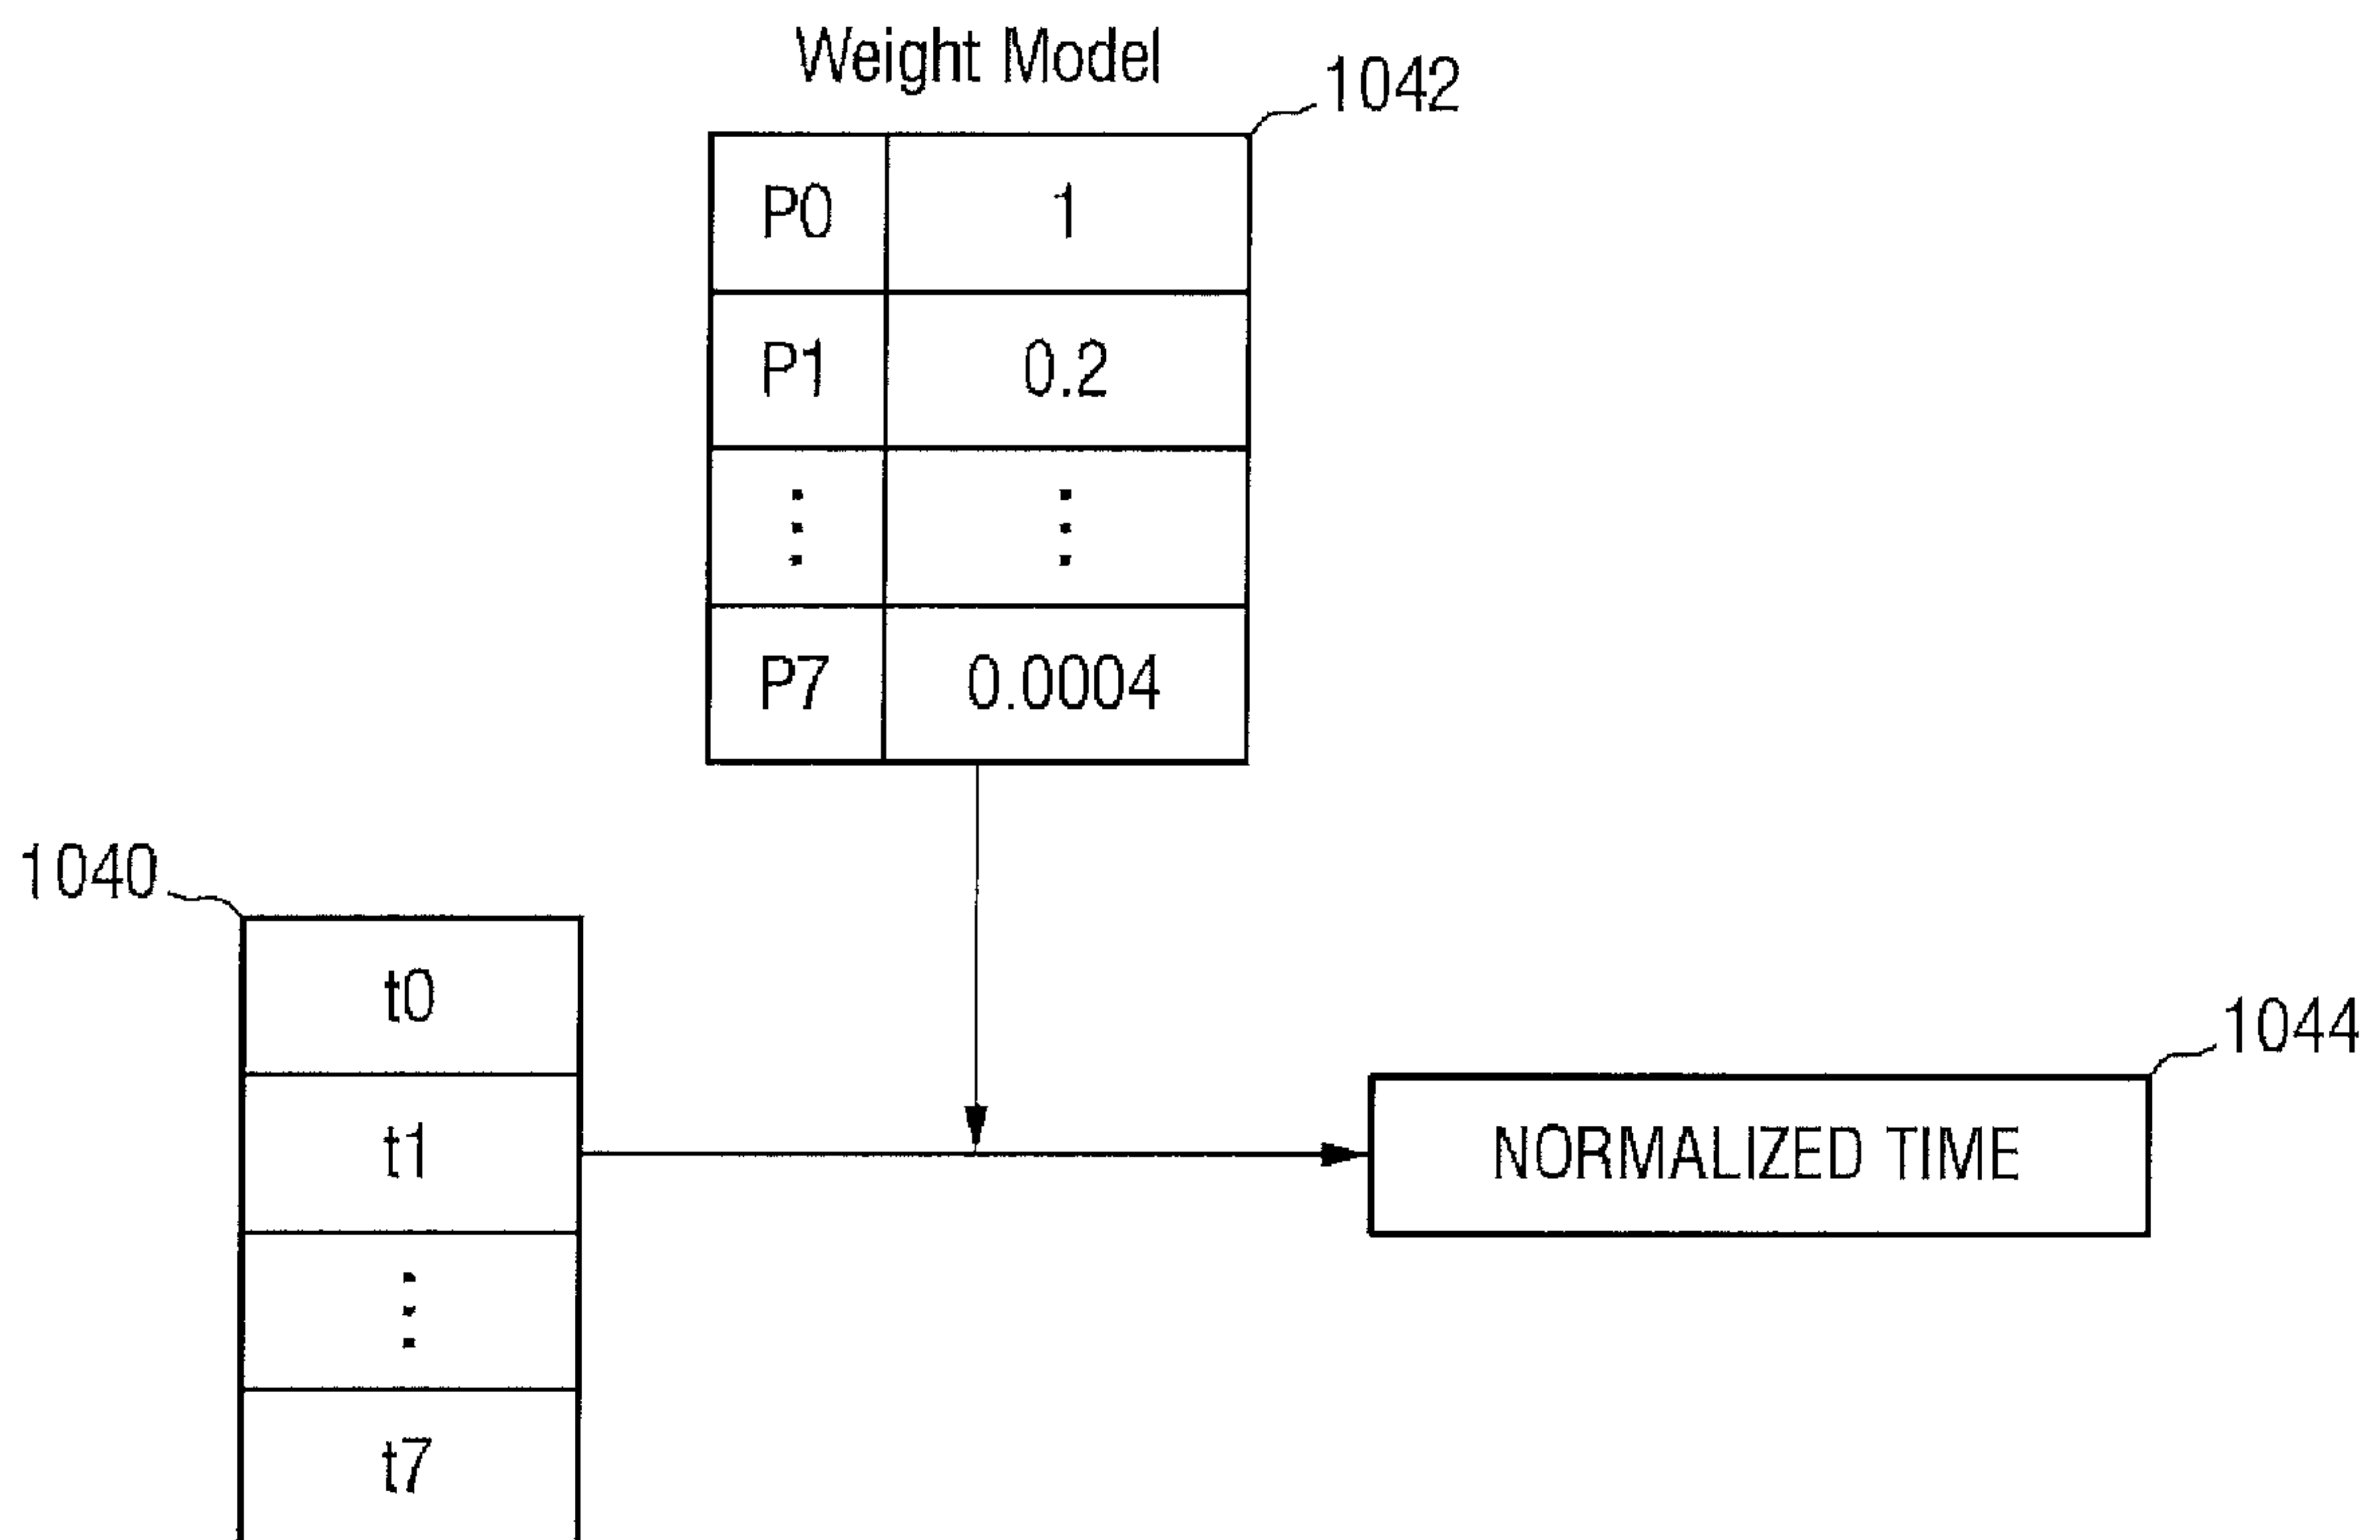 Weight Model
1042
P0 1
P1 0.2
P7 0.0004
1040
t0
t1
t7
1044
NORMALIZED TIME